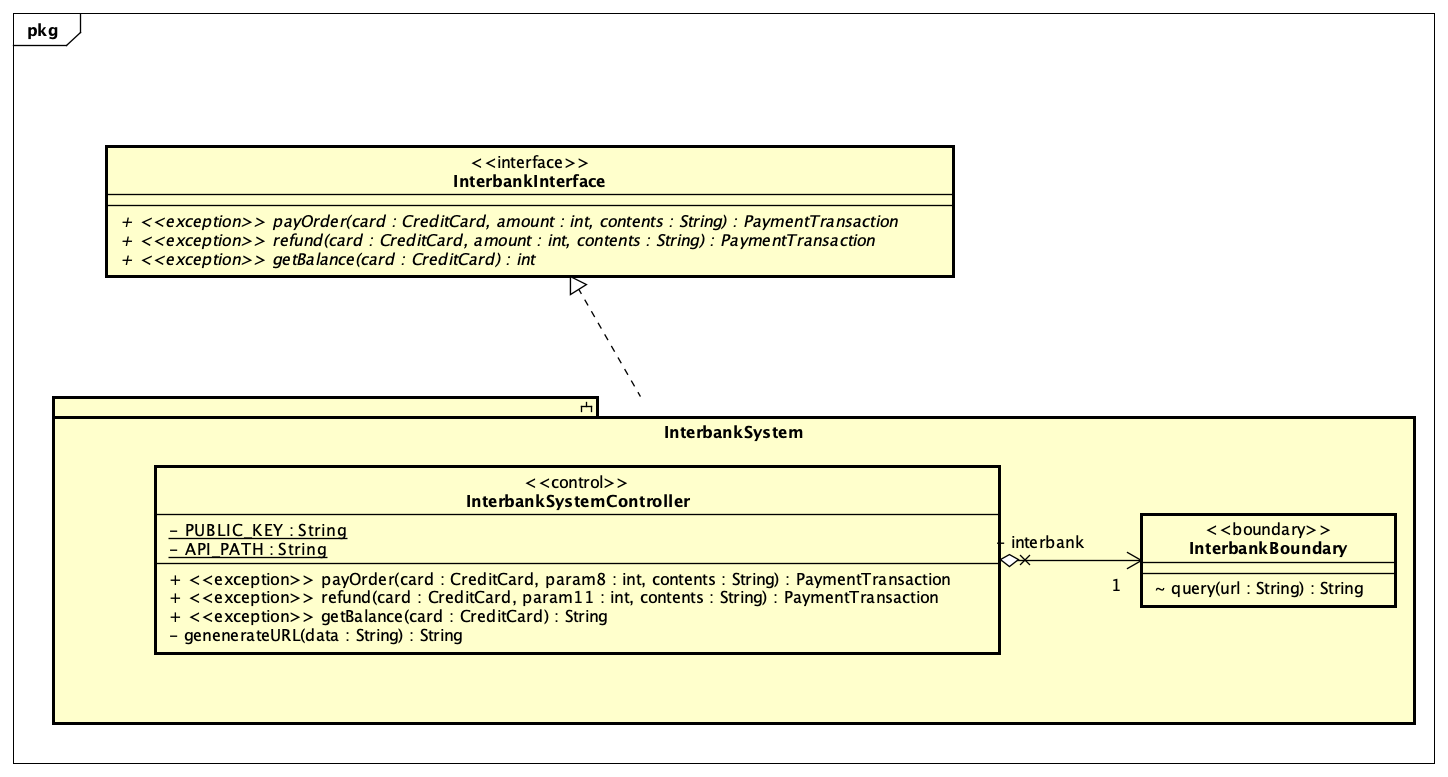 pkg
<<interface>>
InterbankInterface
+ <<exception>> payOrder(card : CreditCard, amount : int, contents : String) : PaymentTransaction
+ <<exception>> refund(card : CreditCard, amount : int, contents : String) : PaymentTransaction
+ <<exception>> getBalance(card : CreditCard) : int
InterbankSystem
<<control>>
InterbankSystemController
- PUBLIC_KEY : String
- API_PATH : String
+ <<exception>> payOrder(card : CreditCard, param8 : int, contents : String) : PaymentTransaction
+ <<exception>> refund(card : CreditCard, param11 : int, contents : String) : PaymentTransaction
+ <<exception>> getBalance(card : CreditCard) : String
- genenerateURL(data : String) : String
- interbank
1
<<boundary>>
InterbankBoundary
~ query(url : String) : String